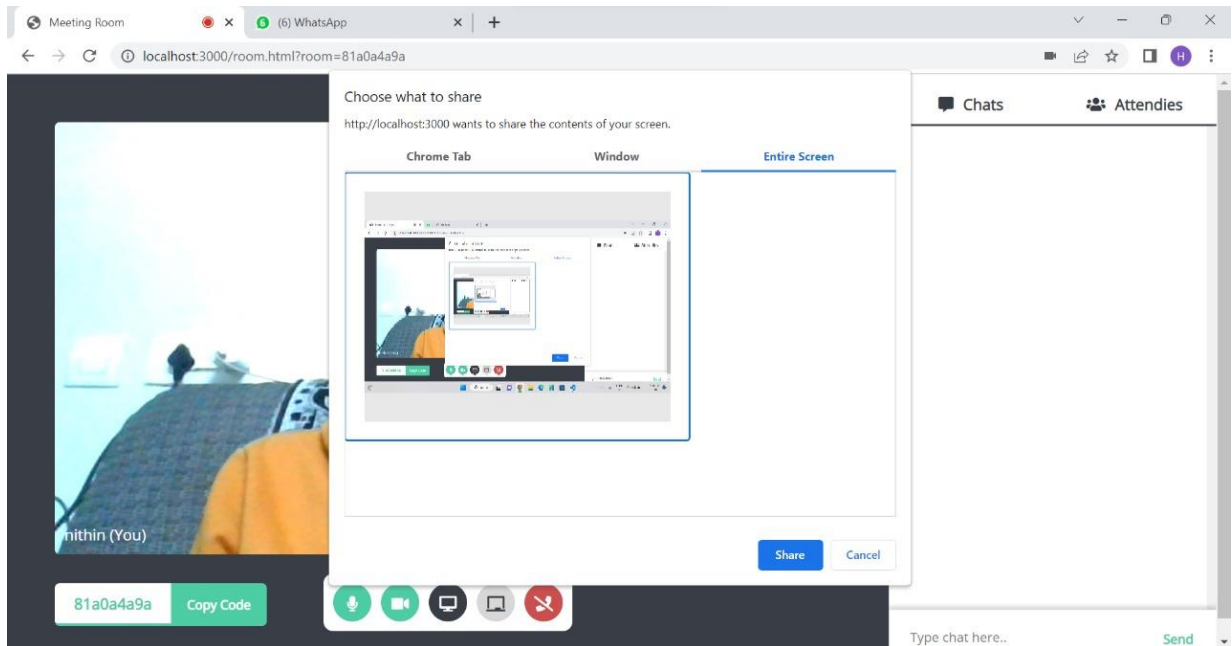 Meeting Room
6 (6) WhatsApp
localhost:3000/room.html?room=81a0a4a9a
H
Choose what to share
http://localhost:3000 wants to share the contents of your screen.
Chrome Tab Window Entire Screen
Share Cancel
nithin (You)
81a0a4a9a Copy Code
Chats Attendies
Type chat here.. Send